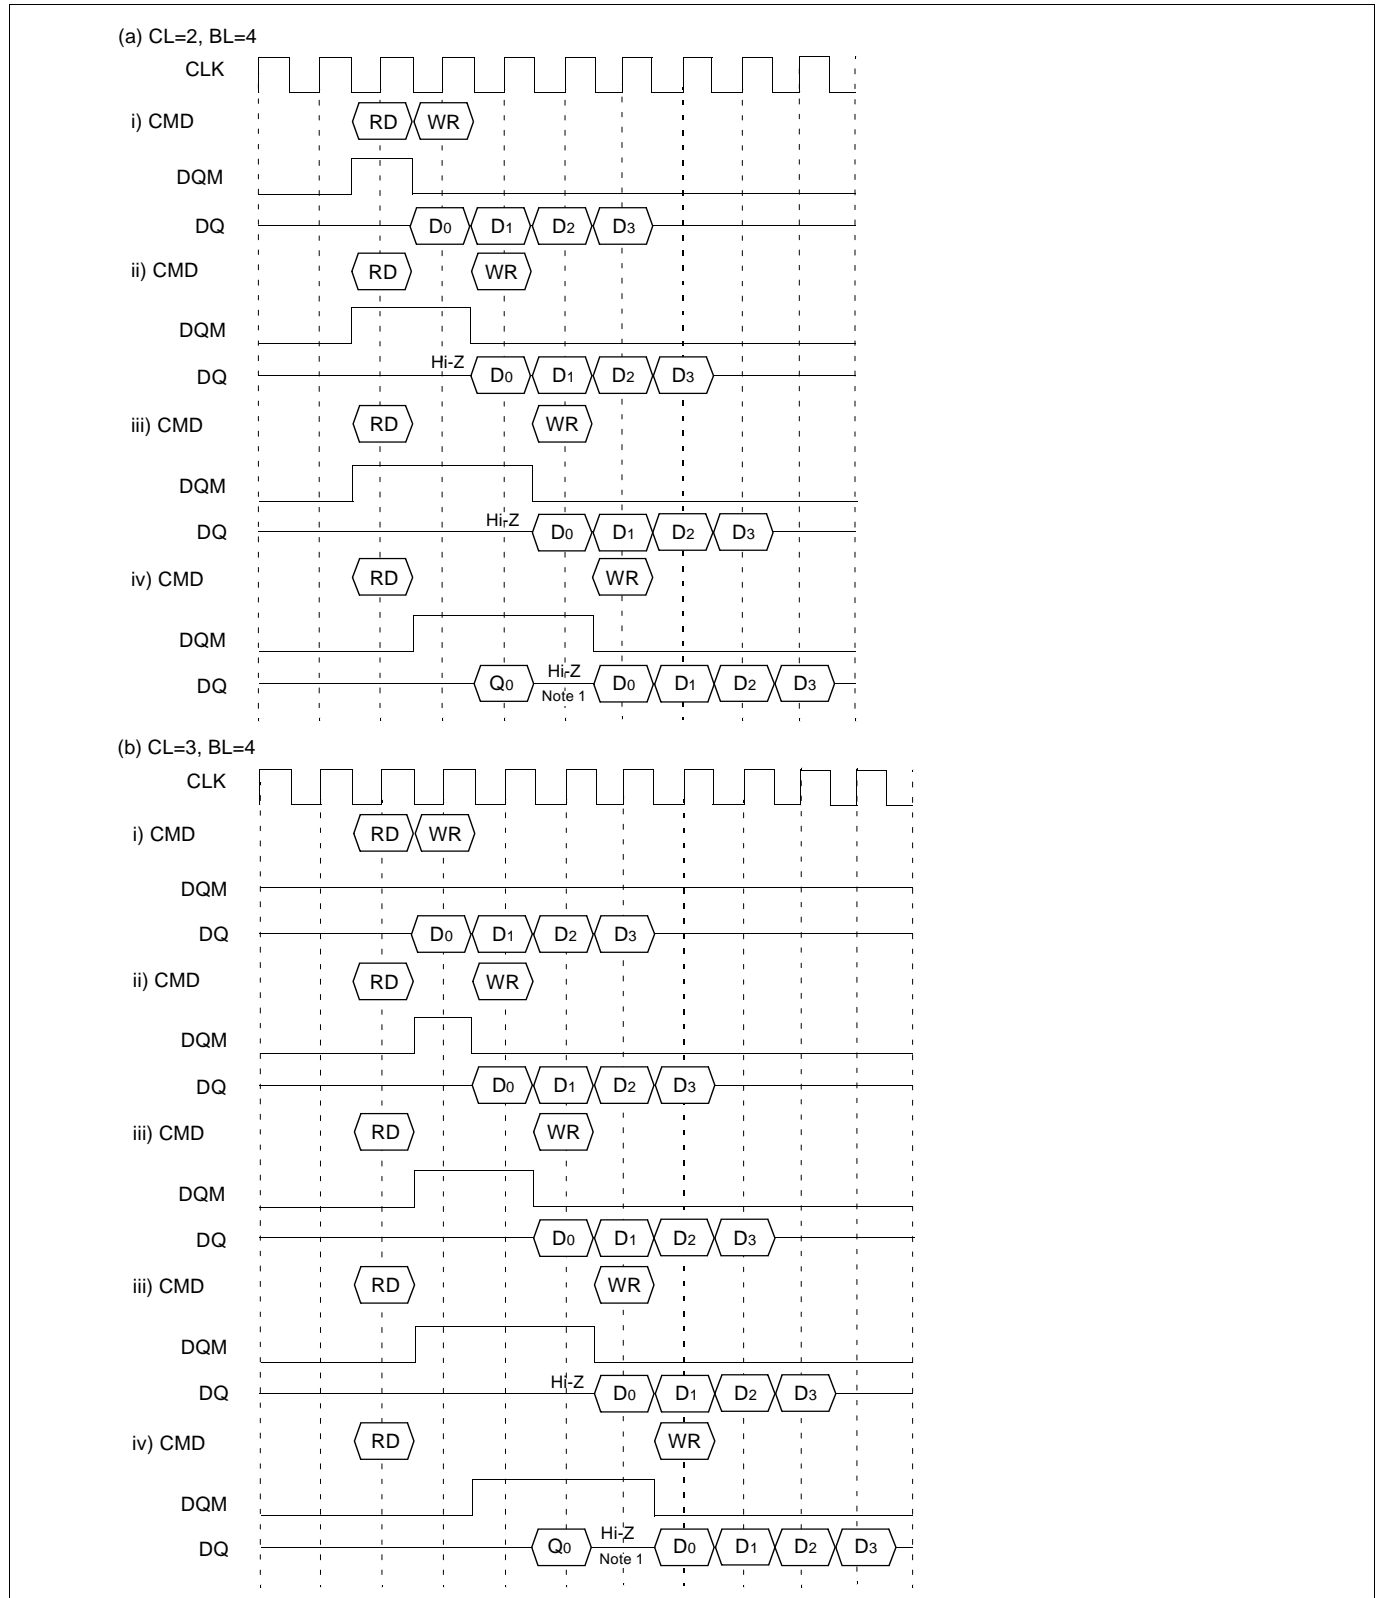 (a) CL=2, BL=4
CLK
i) CMD RD WR
DQM
DQ D0 D1 D2 D3
ii) CMD RD WR
DQM
Hi-Z
DQ D0 D1 D2 D3
iii) CMD RD WR
DQM
Hi-Z
DQ D0 D1 D2 D3
iv) CMD RD WR
DQM
Hi-Z
DQ Q0 D0 D1 D2 D3
Note 1
(b) CL=3, BL=4
CLK
i) CMD RD WR
DQM
DQ D0 D1 D2 D3
ii) CMD RD WR
DQM
DQ D0 D1 D2 D3
iii) CMD RD WR
DQM
DQ D0 D1 D2 D3
iii) CMD RD WR
DQM
Hi-Z
DQ D0 D1 D2 D3
iv) CMD RD WR
DQM
Hi-Z
DQ Q0 D0 D1 D2 D3
Note 1